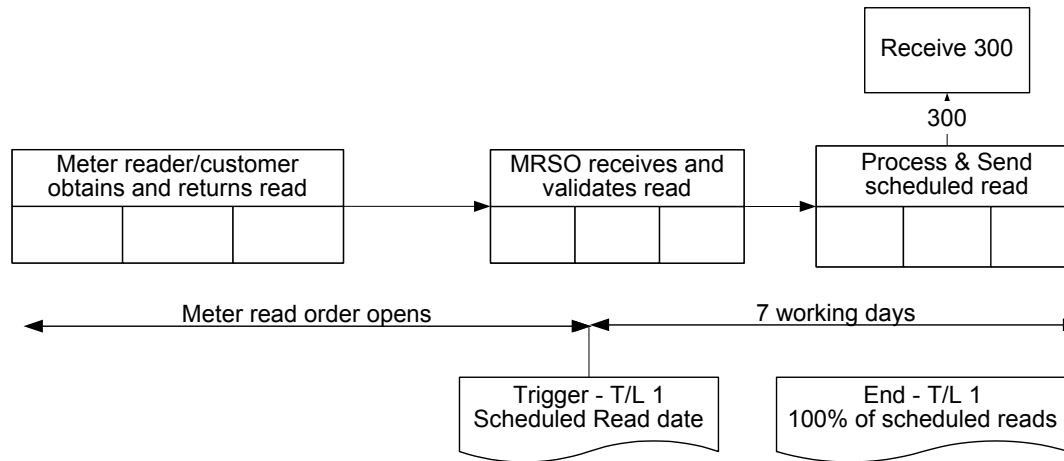 Receive 300
300
Meter reader/customer
obtains and returns read
MRSO receives and
validates read
Process & Send
scheduled read
Meter read order opens
7 working days
Trigger - T/L 1
Scheduled Read date
End - T/L 1
100% of scheduled reads